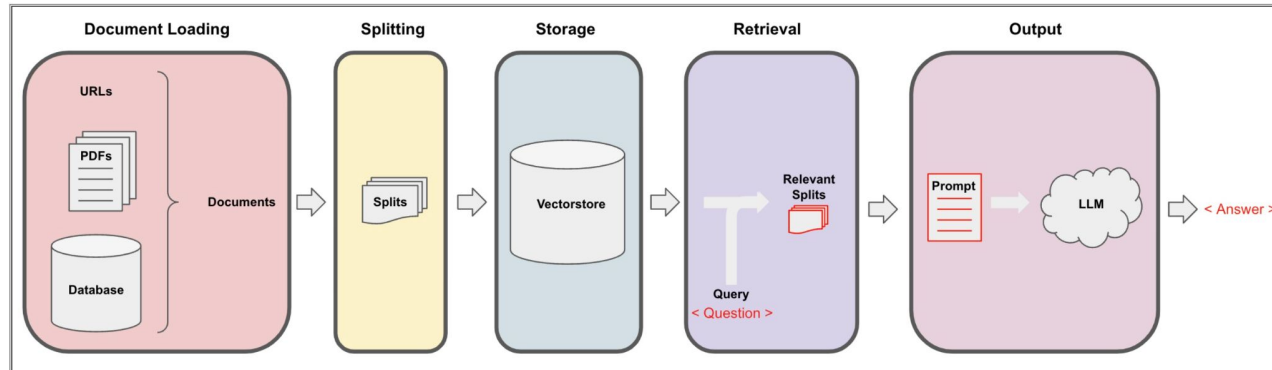 Document Loading
Splitting
Storage
Retrieval
Output
URLs
PDFs
Documents
Database
Splits
Vectorstore
Relevant
Splits
Query
< Question >
Prompt
LLM
< Answer >